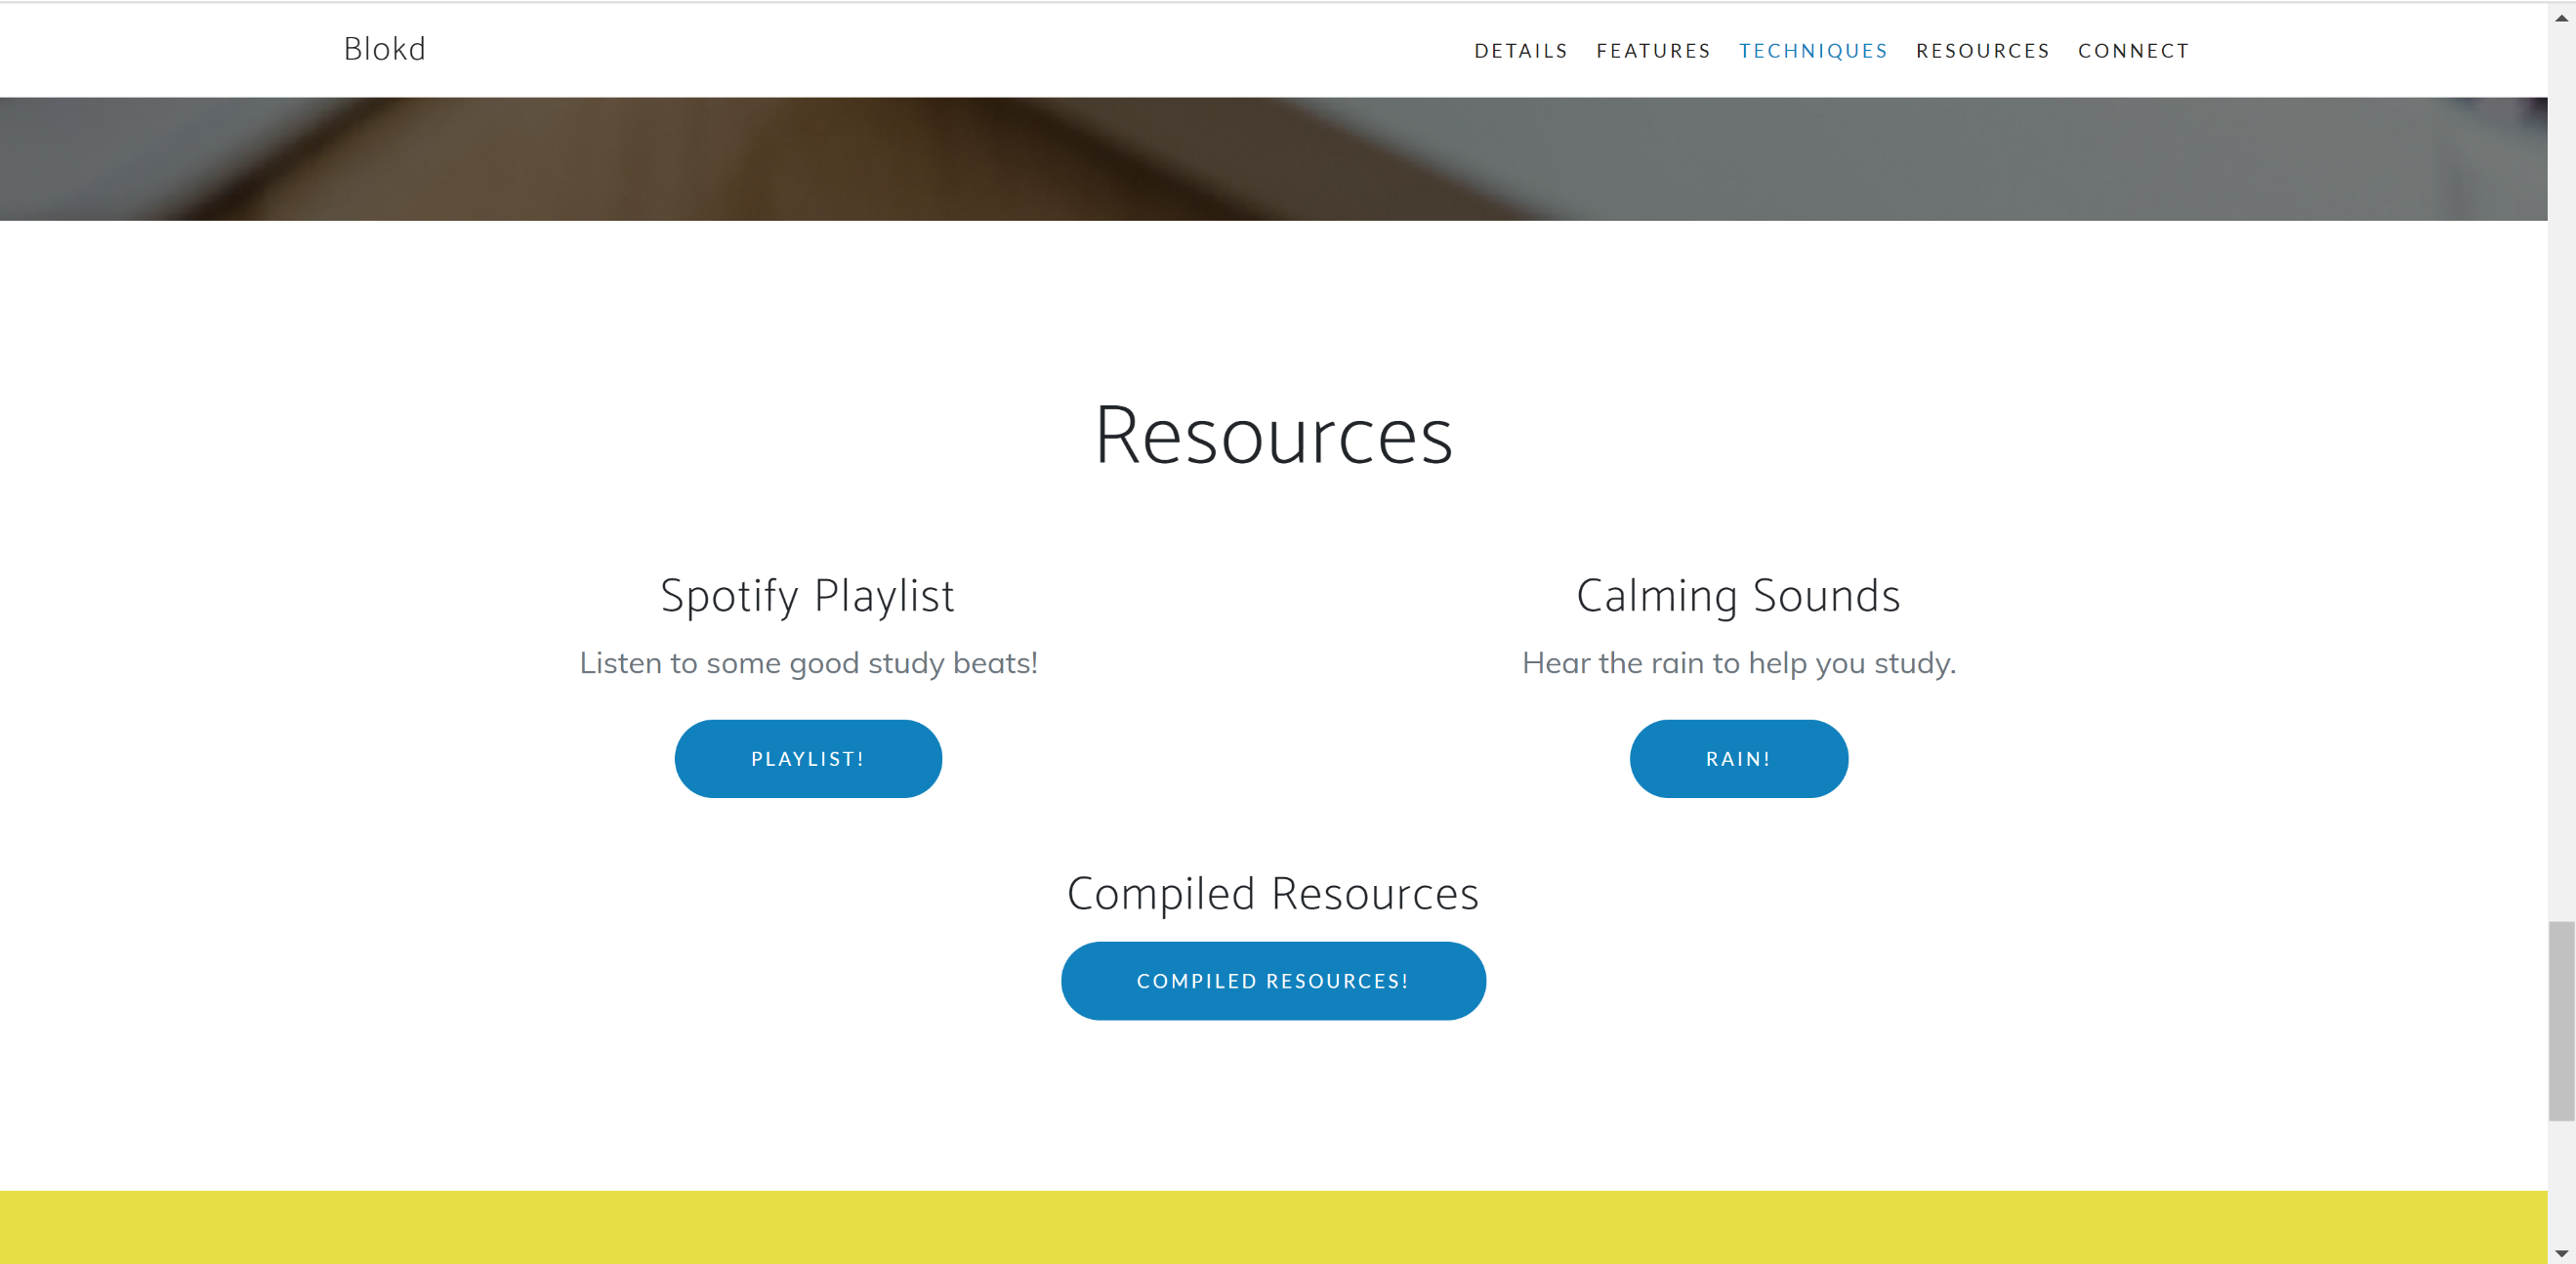 Blokd
DETAILS FEATURES TECHNIQUES RESOURCES CONNECT
Resources
Spotify Playlist
Listen to some good study beats!
PLAYLIST!
Calming Sounds
Hear the rain to help you study.
RAIN!
Compiled Resources
COMPILED RESOURCES!